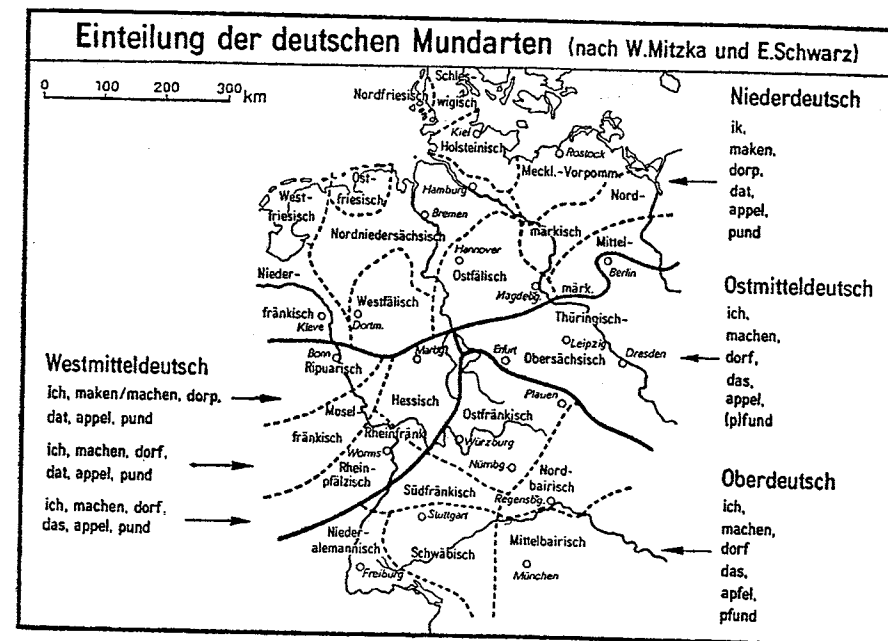 Einteilung der deutschen Mundarten (nach W.Mitzka und E.Schwarz)
0 100 200 300 km
Schles-
wigisch
Nordfriesisch
Kiel
Holsteinisch
Rostock
Meckl.-Vorpomm.
Hamburg
Nord-
märkisch
Ost-
friesisch
West-
friesisch
Bremen
Nordniedersächsisch
Hannover
Ostfälisch
Mittel-
märk.
Berlin
Magdebg.
Nieder-
fränkisch
Kleve
Westfälisch
Dortm.
Thüringisch-
Obersächsisch
Leipzig
Dresden
Erfurt
Bonn
Ripuarisch
Marbg.
Hessisch
Mosel
fränkisch
Rheinfränk.
Ostfränkisch
Plauen
Würzburg
Worms
Rhein-
pfälzisch
Nürnbg.
Nord-
bairisch
Regensbg.
Südfränkisch
Stuttgart
Nieder-
alemannisch
Schwäbisch
Mittelbairisch
Freiburg
München
Niederdeutsch
ik,
maken,
dorp,
dat,
appel,
pund
Ostmitteldeutsch
ich,
machen,
dorf,
das,
appel,
(p)fund
Oberdeutsch
ich,
machen,
dorf
das,
apfel,
pfund
Westmitteldeutsch
ich, maken/machen, dorp,
dat, appel, pund
ich, machen, dorf,
dat, appel, pund
ich, machen, dorf,
das, appel, pund